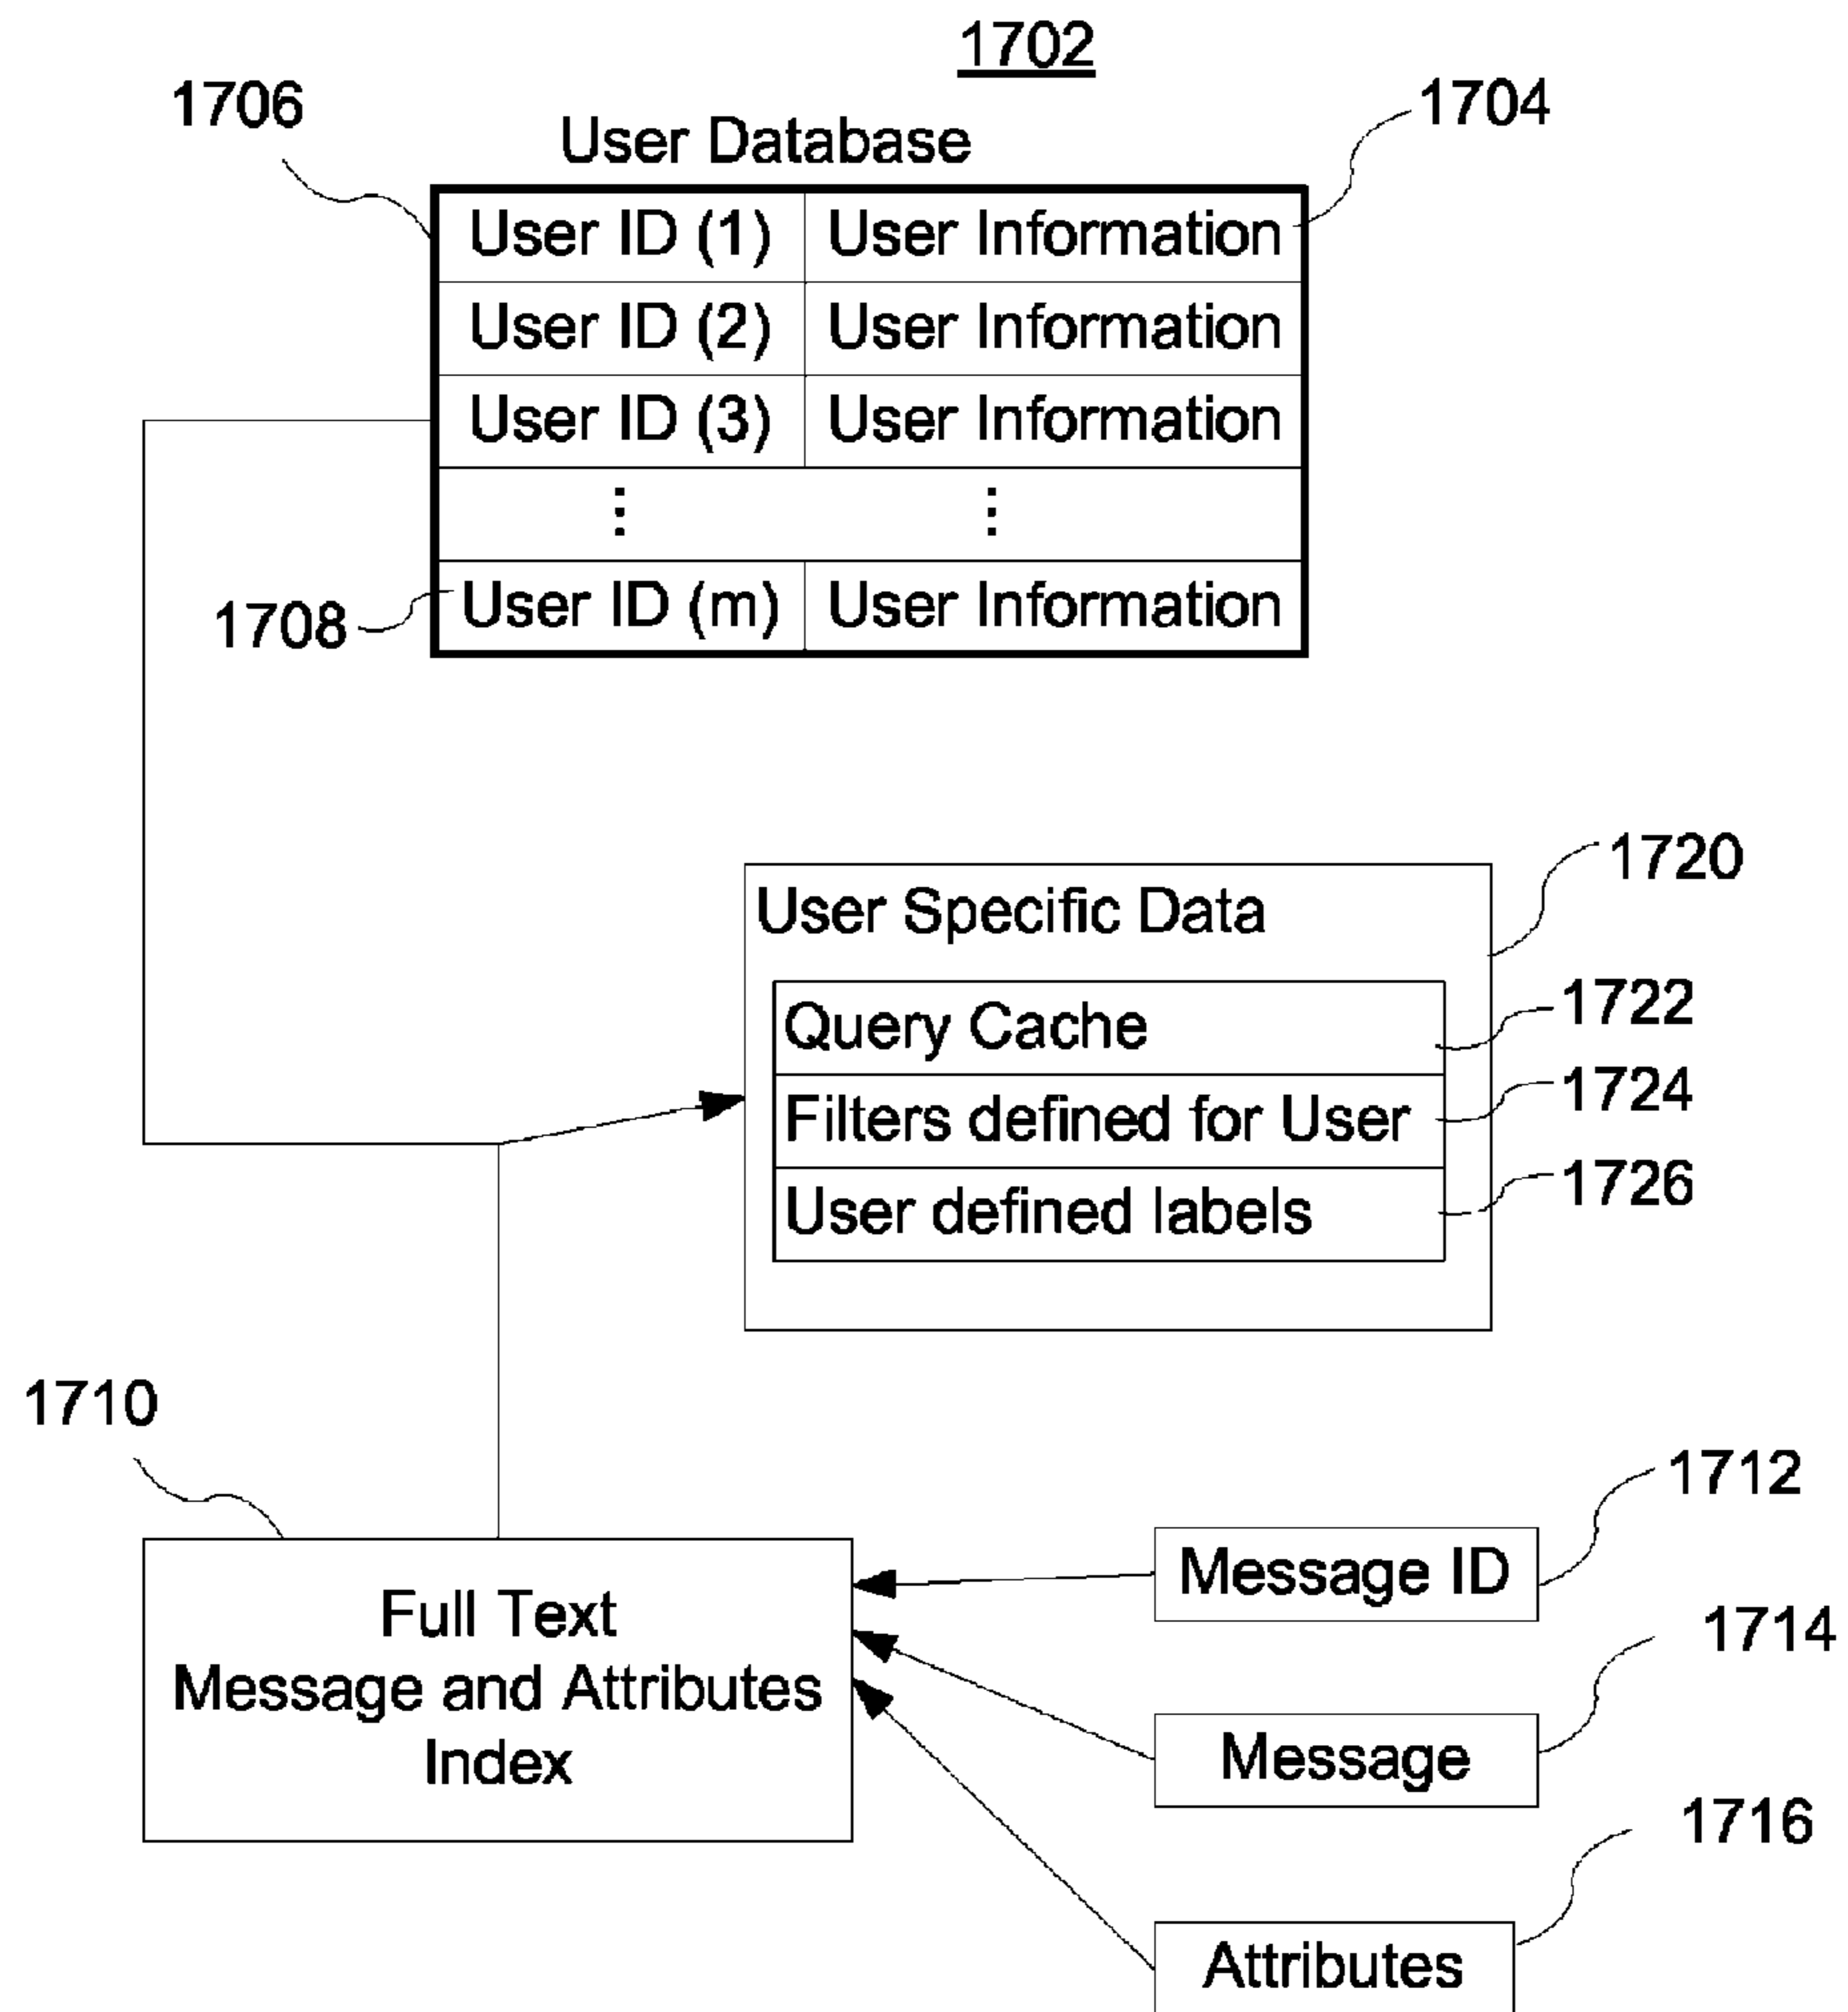 1702
1706
1704
User Database
User ID (1) User Information
User ID (2) User Information
User ID (3) User Information
⋮ ⋮
1708
User ID (m) User Information
1720
User Specific Data
Query Cache
1722
Filters defined for User
1724
User defined labels
1726
1710
1712
Message ID
Full Text
Message and Attributes
Index
1714
Message
1716
Attributes